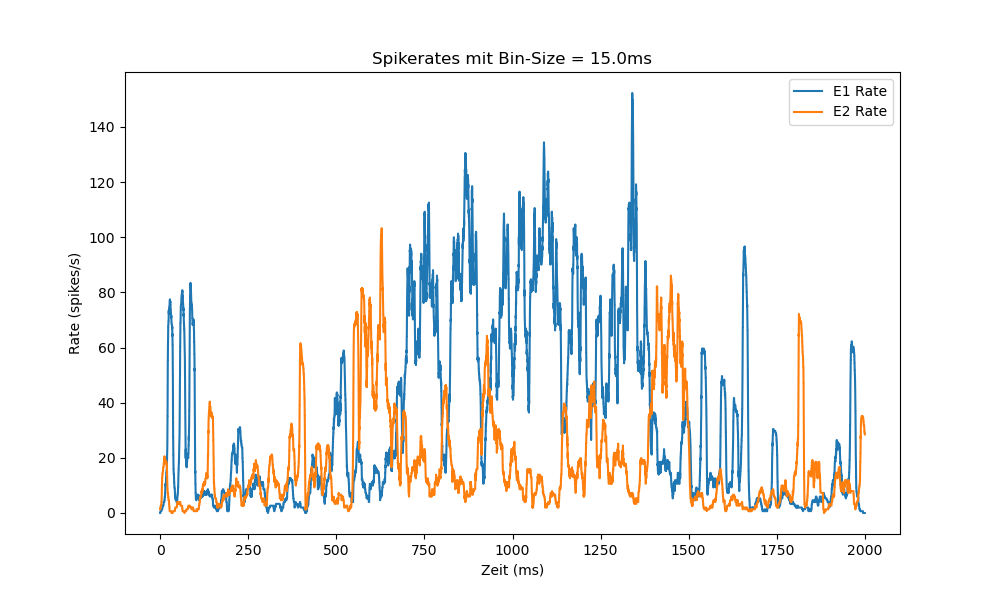 Spikerates mit Bin-Size = 15.0ms
E1 Rate
E2 Rate
Rate (spikes/s)
140
120
100
80
60
40
20
0
0 250 500 750 1000 1250 1500 1750 2000
Zeit (ms)